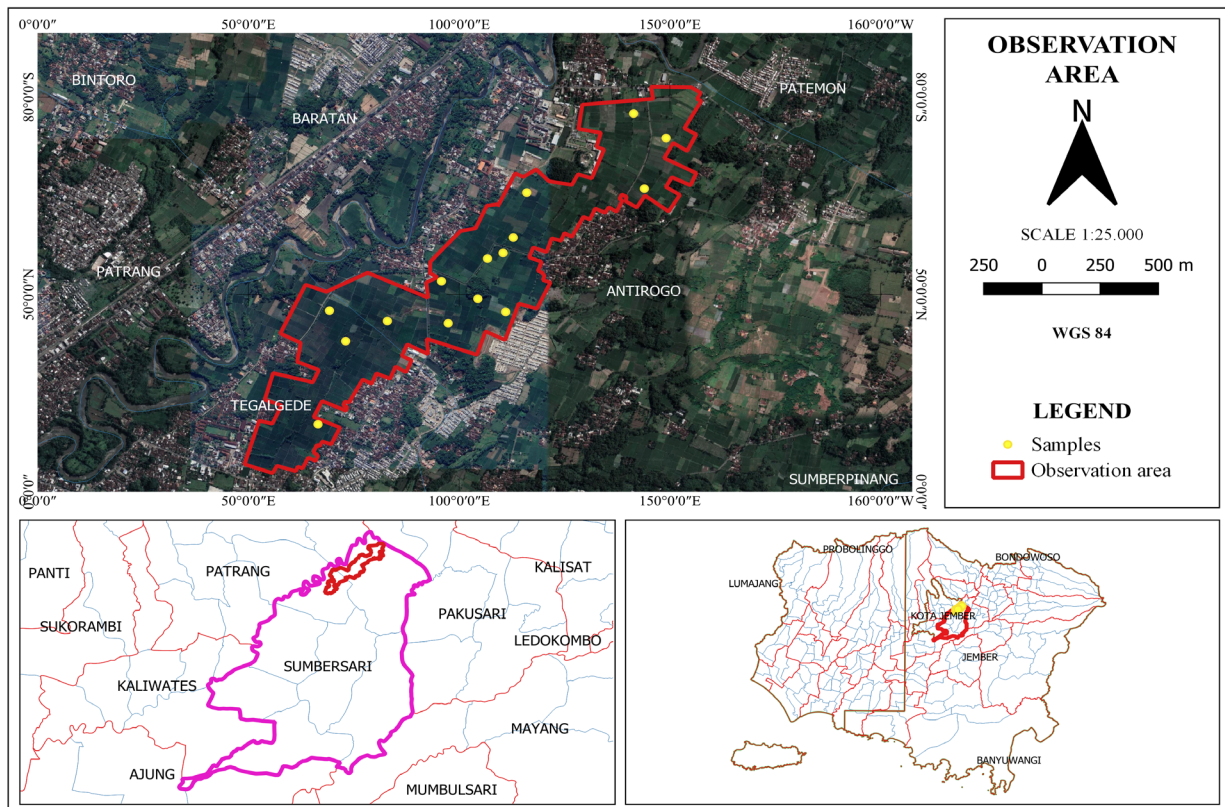 0°0'0"E
50°0'0"E
100°0'0"E
150°0'0"E
160°0'0"W
80°0'0"S
80°0'0"S
BINTORO
BARATAN
PATEMON
PATRANG
ANTIROGO
50°0'0"N
50°0'0"N
TEGALGEDE
SUMBERPINANG
0°0'0"
0°0'0"
0°0'0"E
50°0'0"E
100°0'0"E
150°0'0"E
160°0'0"W
OBSERVATION
AREA
N
SCALE 1:25.000
250 0 250 500 m
WGS 84
LEGEND
Samples
Observation area
PANTI
PATRANG
KALISAT
PAKUSARI
SUKORAMBI
LEDOKOMBO
SUMBERSARI
KALIWATES
MAYANG
AJUNG
MUMBULSARI
PROBOLINGGO
BONDOWOSO
LUMAJANG
KOTA JEMBER
JEMBER
BANYUWANGI